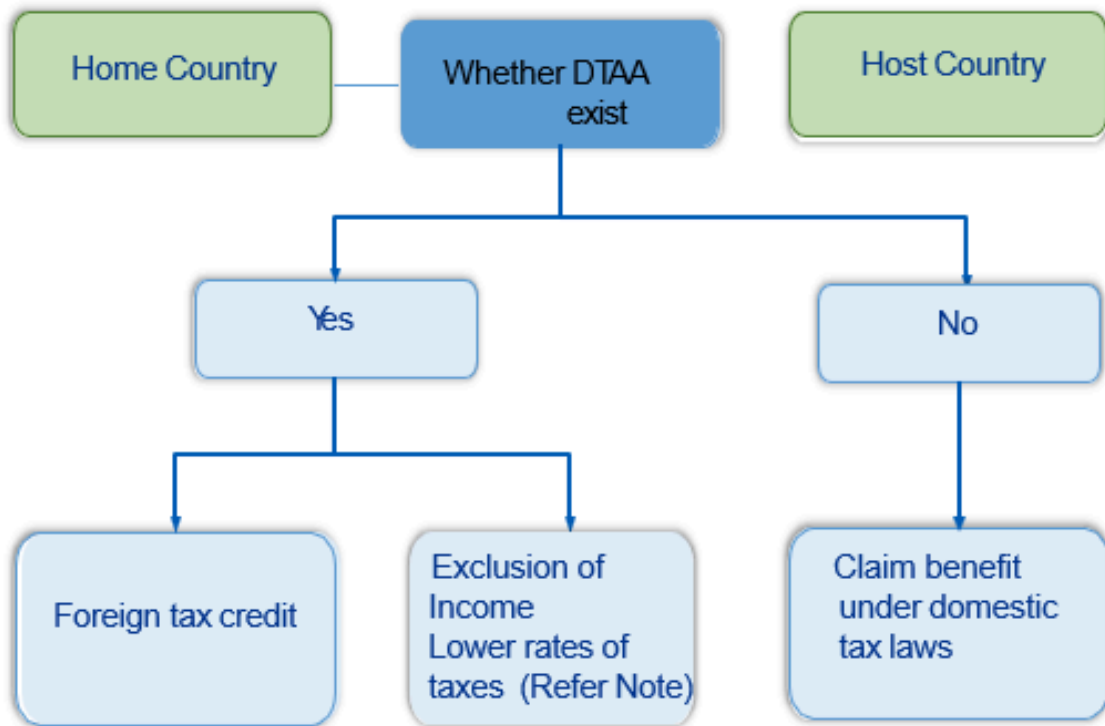 Home Country
Whether DTAA
exist
Host Country
Yes
No
Foreign tax credit
Exclusion of
Income
Lower rates of
taxes (Refer Note)
Claim benefit
under domestic
tax laws